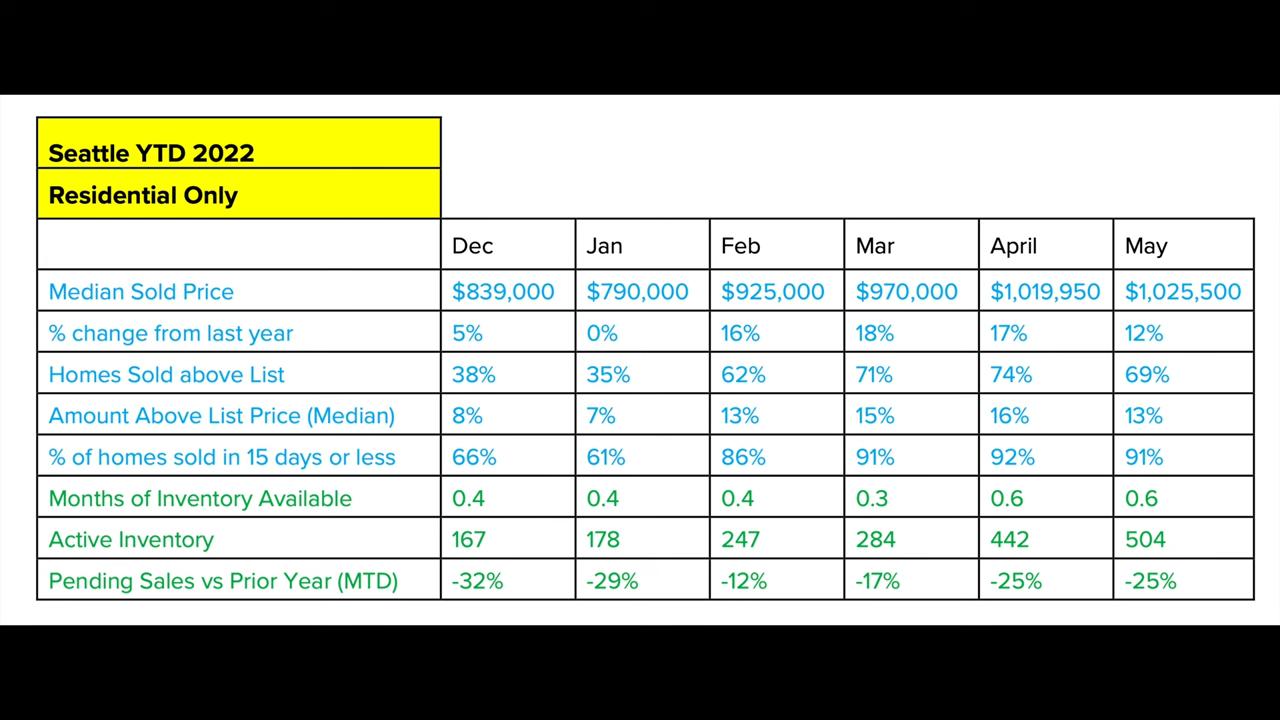 Seattle YTD 2022
Residential Only
Dec Jan Feb Mar April May
Median Sold Price $839,000 $790,000 $925,000 $970,000 $1,019,950 $1,025,500
% change from last year 5% 0% 16% 18% 17% 12%
Homes Sold above List 38% 35% 62% 71% 74% 69%
Amount Above List Price (Median) 8% 7% 13% 15% 16% 13%
% of homes sold in 15 days or less 66% 61% 86% 91% 92% 91%
Months of Inventory Available 0.4 0.4 0.4 0.3 0.6 0.6
Active Inventory 167 178 247 284 442 504
Pending Sales vs Prior Year (MTD) -32% -29% -12% -17% -25% -25%